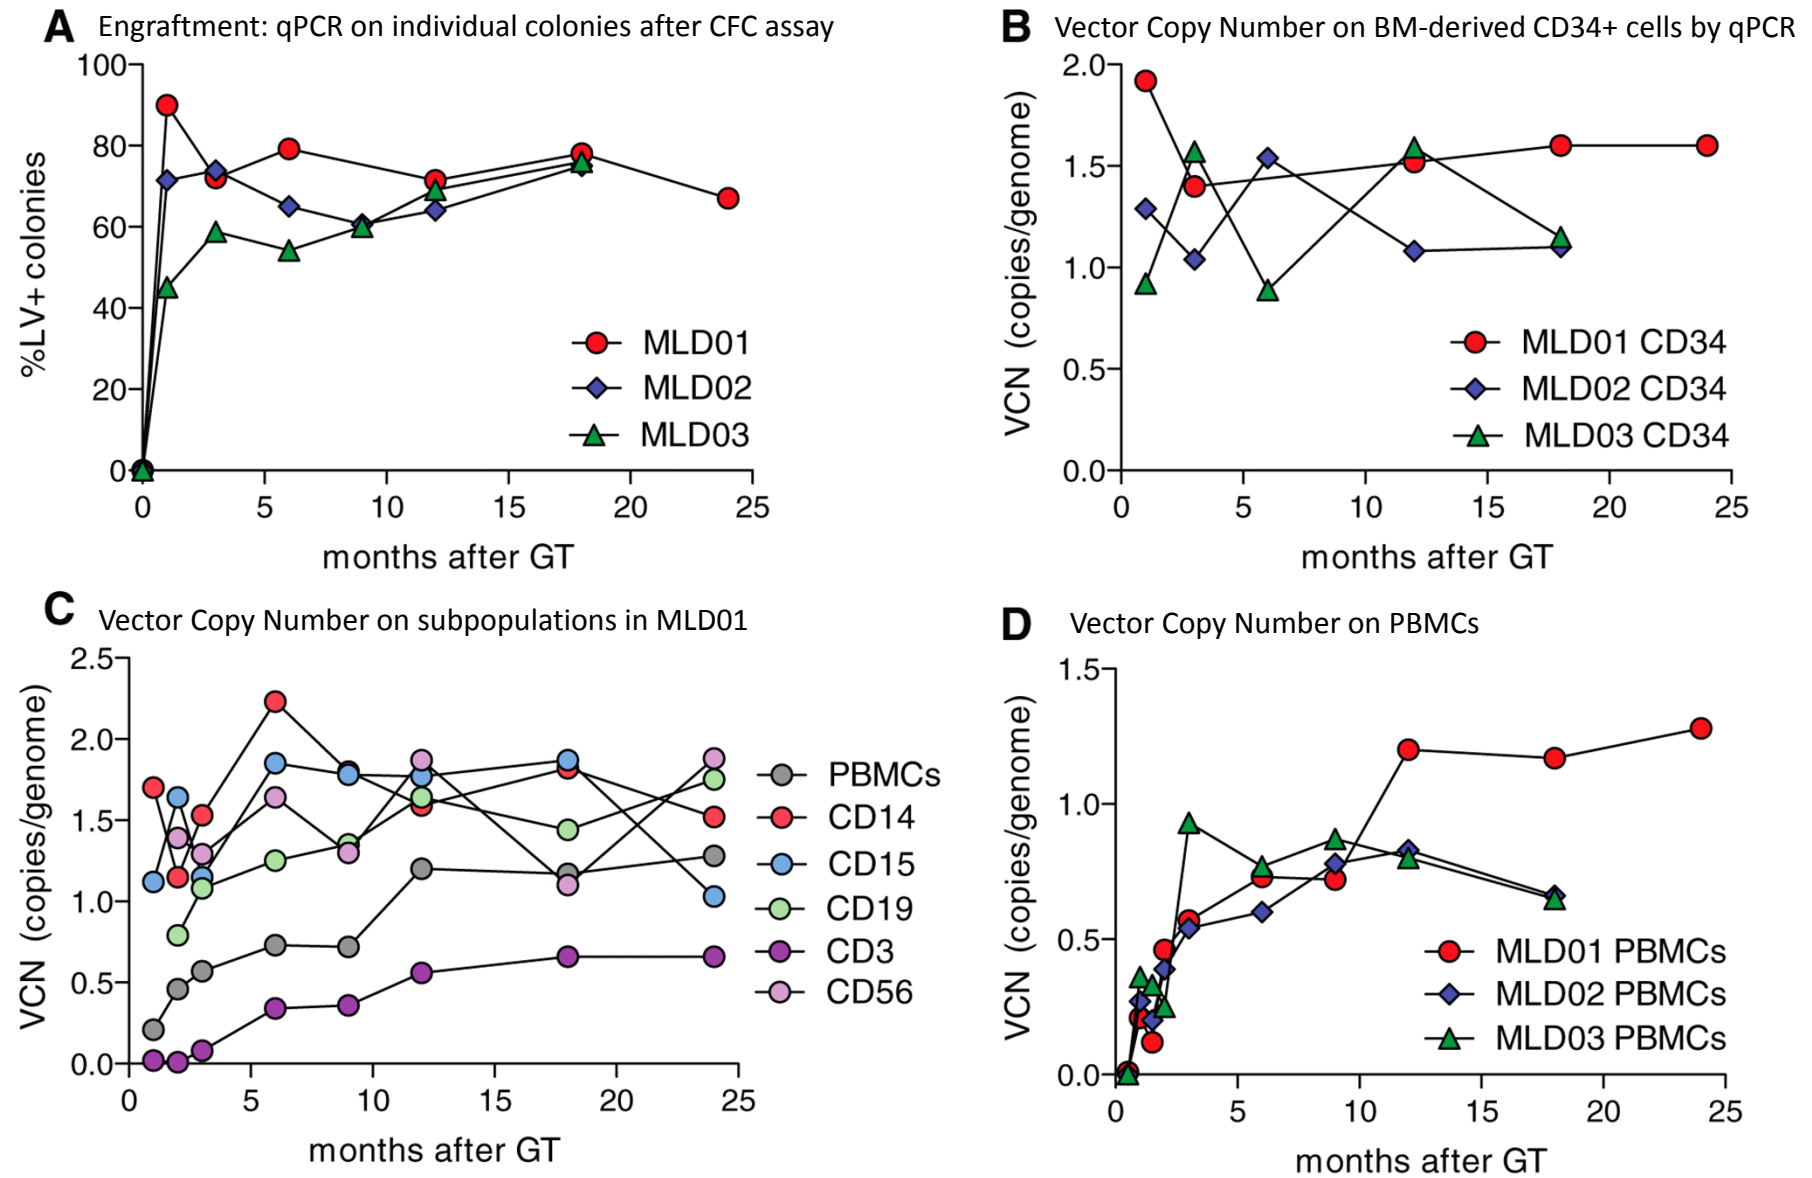 A Engraftment: qPCR on individual colonies after CFC assay
100
80
60
40
20
0
%LV+ colonies
MLD01
MLD02
MLD03
0 5 10 15 20 25
months after GT
B Vector Copy Number on BM-derived CD34+ cells by qPCR
2.0
1.5
1.0
0.5
0.0
VCN (copies/genome)
MLD01 CD34
MLD02 CD34
MLD03 CD34
0 5 10 15 20 25
months after GT
C Vector Copy Number on subpopulations in MLD01
2.5
2.0
1.5
1.0
0.5
0.0
VCN (copies/genome)
PBMCs
CD14
CD15
CD19
CD3
CD56
0 5 10 15 20 25
months after GT
D Vector Copy Number on PBMCs
1.5
1.0
0.5
0.0
VCN (copies/genome)
MLD01 PBMCs
MLD02 PBMCs
MLD03 PBMCs
0 5 10 15 20 25
months after GT